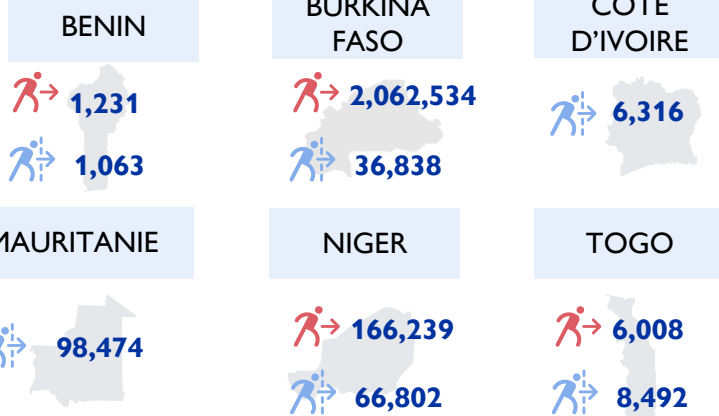 BENIN
1,231
1,063
BURKINA
FASO
2,062,534
36,838
CÔTE
D'IVOIRE
6,316
MAURITANIE
98,474
NIGER
166,239
66,802
TOGO
6,008
8,492